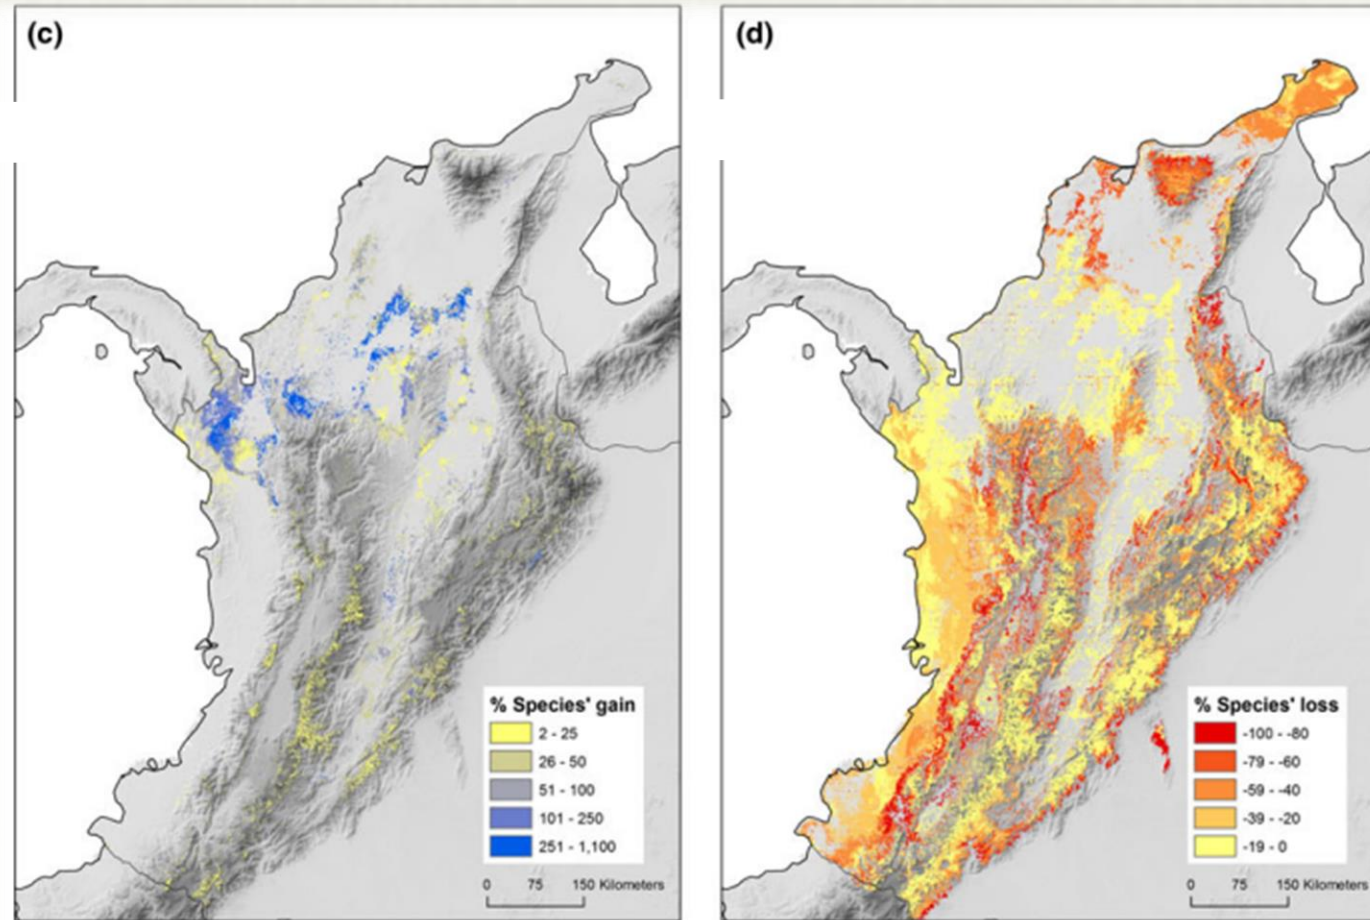 (c)
% Species' gain
2 - 25
26 - 50
51 - 100
101 - 250
251 - 1,100
0 75 150 Kilometers
(d)
% Species' loss
-100 - -80
-79 - -60
-59 - -40
-39 - -20
-19 - 0
0 75 150 Kilometers